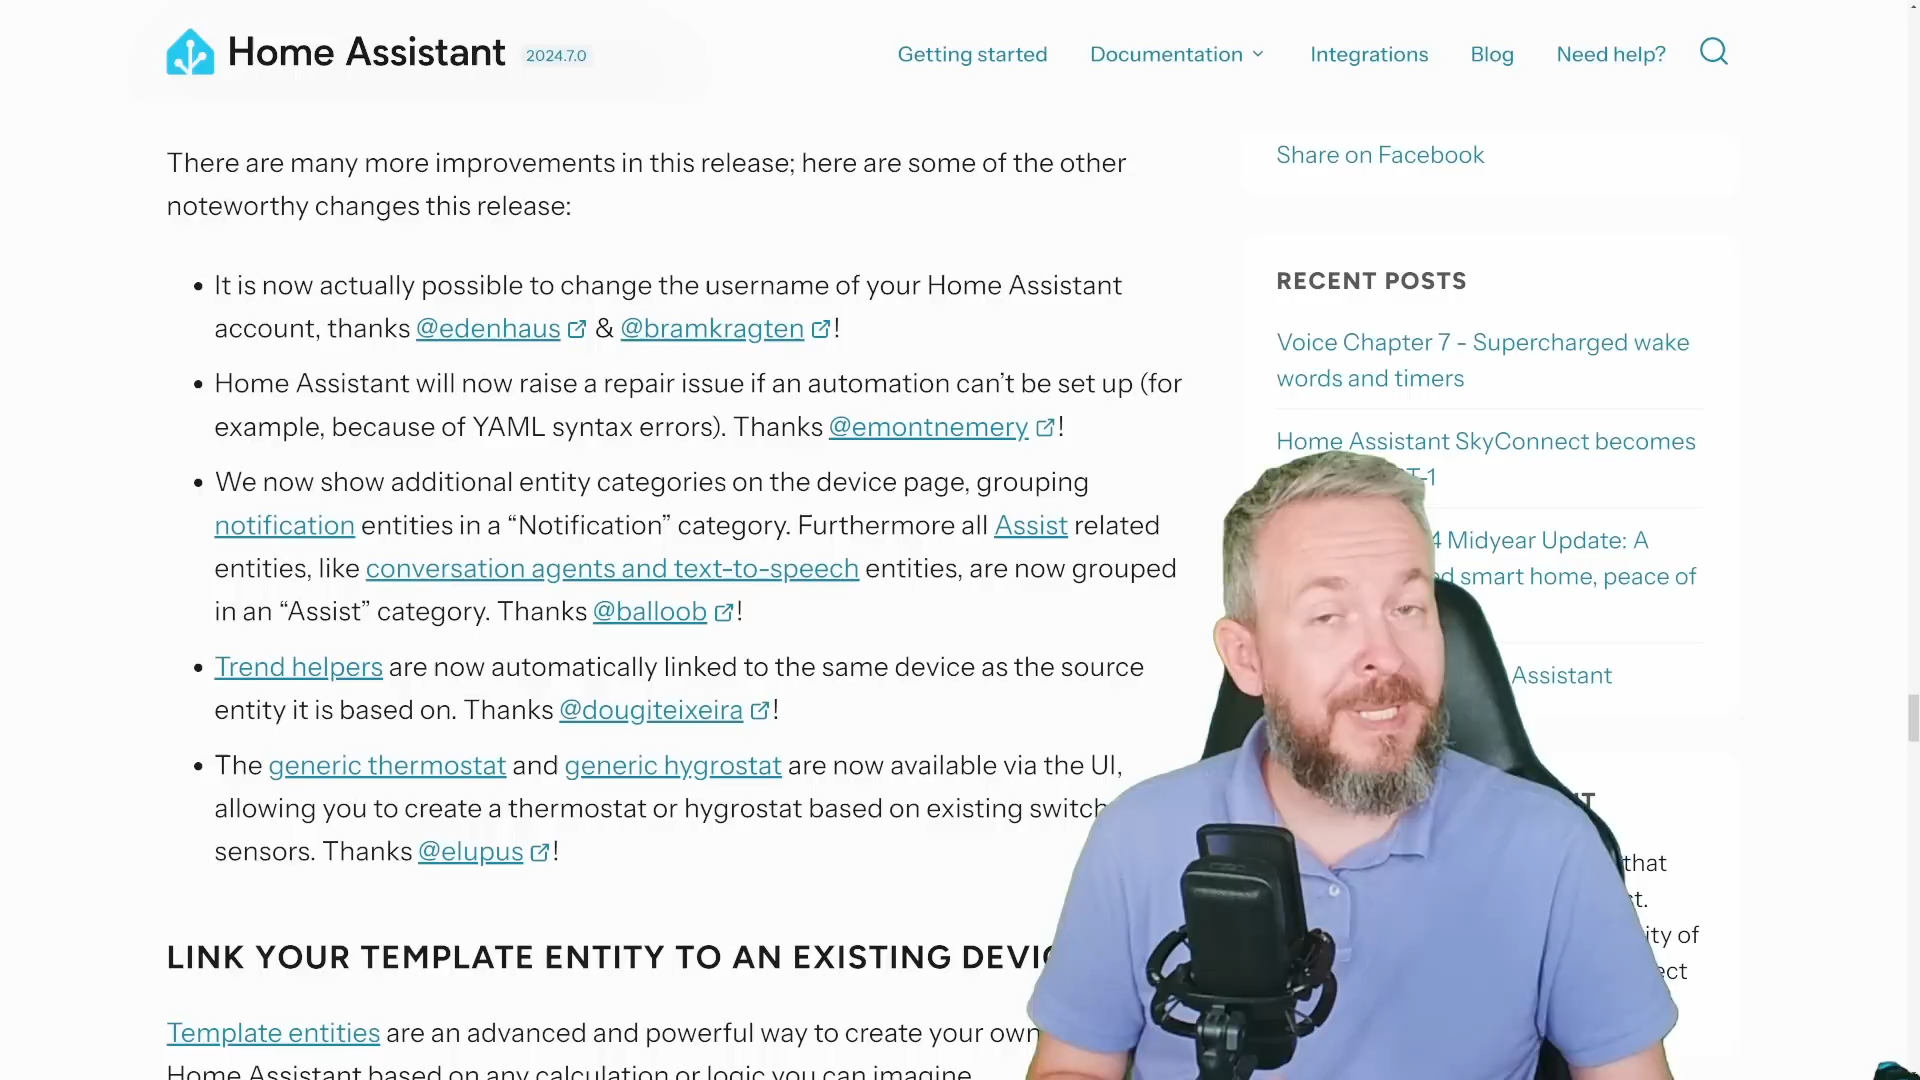 Home Assistant 2024.7.0
Getting started Documentation Integrations Blog Need help?
There are many more improvements in this release; here are some of the other
noteworthy changes this release:
• It is now actually possible to change the username of your Home Assistant
account, thanks @edenhaus & @bramkragten!
• Home Assistant will now raise a repair issue if an automation can’t be set up (for
example, because of YAML syntax errors). Thanks @emontnemery!
• We now show additional entity categories on the device page, grouping
notification entities in a “Notification” category. Furthermore all Assist related
entities, like conversation agents and text-to-speech entities, are now grouped
in an “Assist” category. Thanks @balloob!
• Trend helpers are now automatically linked to the same device as the source
entity it is based on. Thanks @dougiteixeira!
• The generic thermostat and generic hygrostat are now available via the UI,
allowing you to create a thermostat or hygrostat based on existing switch
sensors. Thanks @elupus!
LINK YOUR TEMPLATE ENTITY TO AN EXISTING
Template entities are an advanced and powerful way to create your own
Home Assistant based on any calculation or logic you can imagine
Share on Facebook
RECENT POSTS
Voice Chapter 7 - Supercharged wake
words and timers
Home Assistant SkyConnect becomes
-1
4 Midyear Update: A
smart home, peace of
Assistant
that
ity of
ect